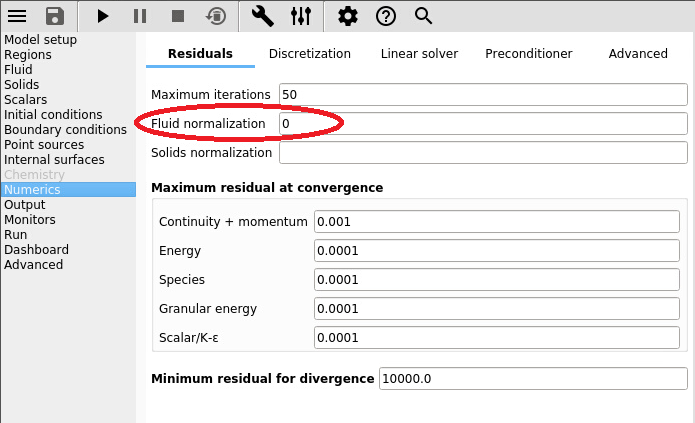 Model setup
Regions
Fluid
Solids
Scalars
Initial conditions
Boundary conditions
Point sources
Internal surfaces
Chemistry
Numerics
Output
Monitors
Run
Dashboard
Advanced
Residuals Discretization Linear solver Preconditioner Advanced
Maximum iterations 50
Fluid normalization 0
Solids normalization
Maximum residual at convergence
Continuity + momentum 0.001
Energy 0.0001
Species 0.0001
Granular energy 0.0001
Scalar/K-ε 0.0001
Minimum residual for divergence 10000.0